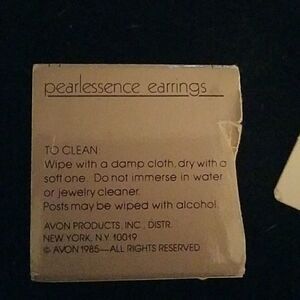 pearlessence earrings
TO CLEAN:
Wipe with a damp cloth, dry with a
soft one. Do not immerse in water
or jewelry cleaner.
Posts may be wiped with alcohol.
AVON PRODUCTS, INC., DISTR.
NEW YORK, N.Y. 10019
© AVON 1985—ALL RIGHTS RESERVED